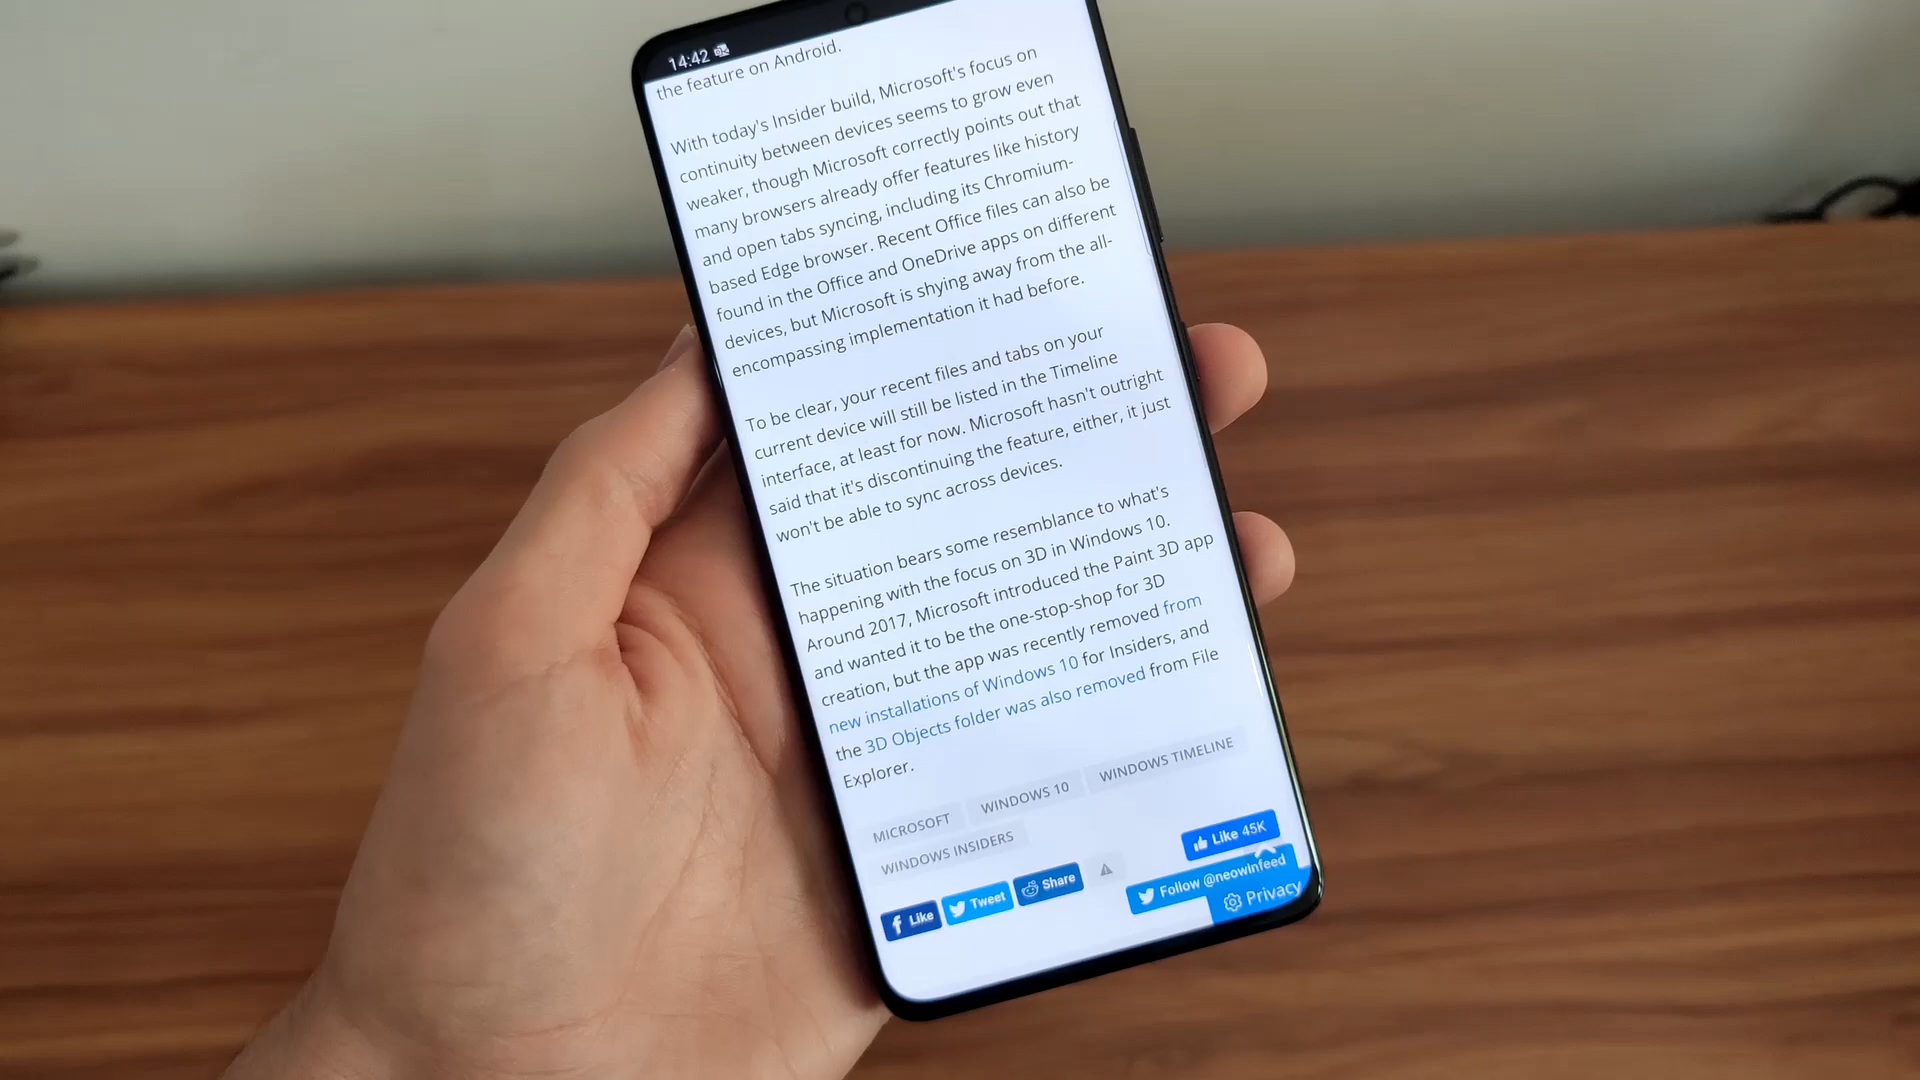 14:42
the feature on Android.
With today's Insider build, Microsoft's focus on
continuity between devices seems to grow even
weaker, though Microsoft correctly points out that
many browsers already offer features like history
and open tabs syncing, including its Chromium-
based Edge browser. Recent Office files can also be
found in the Office and OneDrive apps on different
devices, but Microsoft is shying away from the all-
encompassing implementation it had before.
To be clear, your recent files and tabs on your
current device will still be listed in the Timeline
interface, at least for now. Microsoft hasn't outright
said that it's discontinuing the feature, either, it just
won't be able to sync across devices.
The situation bears some resemblance to what's
happening with the focus on 3D in Windows 10.
Around 2017, Microsoft introduced the Paint 3D app
and wanted it to be the one-stop-shop for 3D
creation, but the app was recently removed from
new installations of Windows 10 for Insiders, and
the 3D Objects folder was also removed from File
Explorer.
MICROSOFT WINDOWS 10 WINDOWS TIMELINE
WINDOWS INSIDERS
Like 45K
Like Tweet Share
Follow @neowinfeed
Privacy